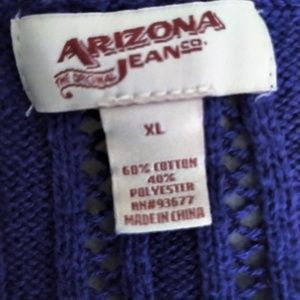 ARIZONA
THE ORIGINAL JEAN CO.
XL
60% COTTON
40%
POLYESTER
RN#93677
MADE IN CHINA